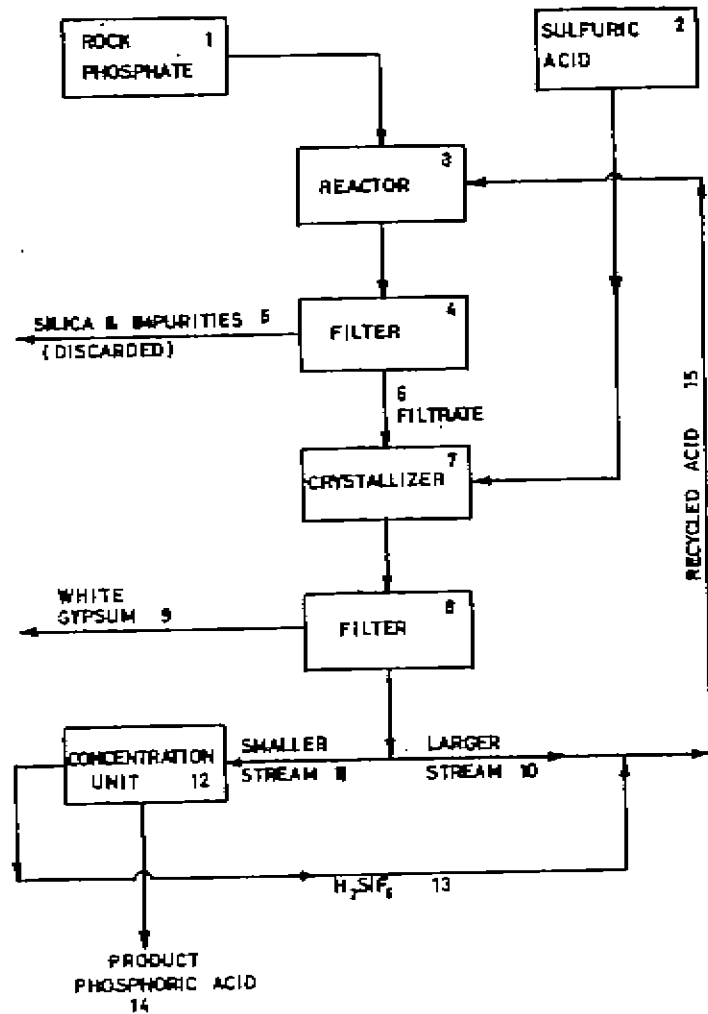 ROCK 1
PHOSPHATE
SULFURIC 2
ACID
3
REACTOR
SILICA & IMPURITIES 5
(DISCARDED)
4
FILTER
6
FILTRATE
7
CRYSTALLIZER
RECYCLED ACID 15
WHITE
GYPSUM 9
8
FILTER
CONCENTRATION
UNIT 12
SMALLER
STREAM 11
LARGER
STREAM 10
H2SIF6 13
PRODUCT
PHOSPHORIC ACID
14